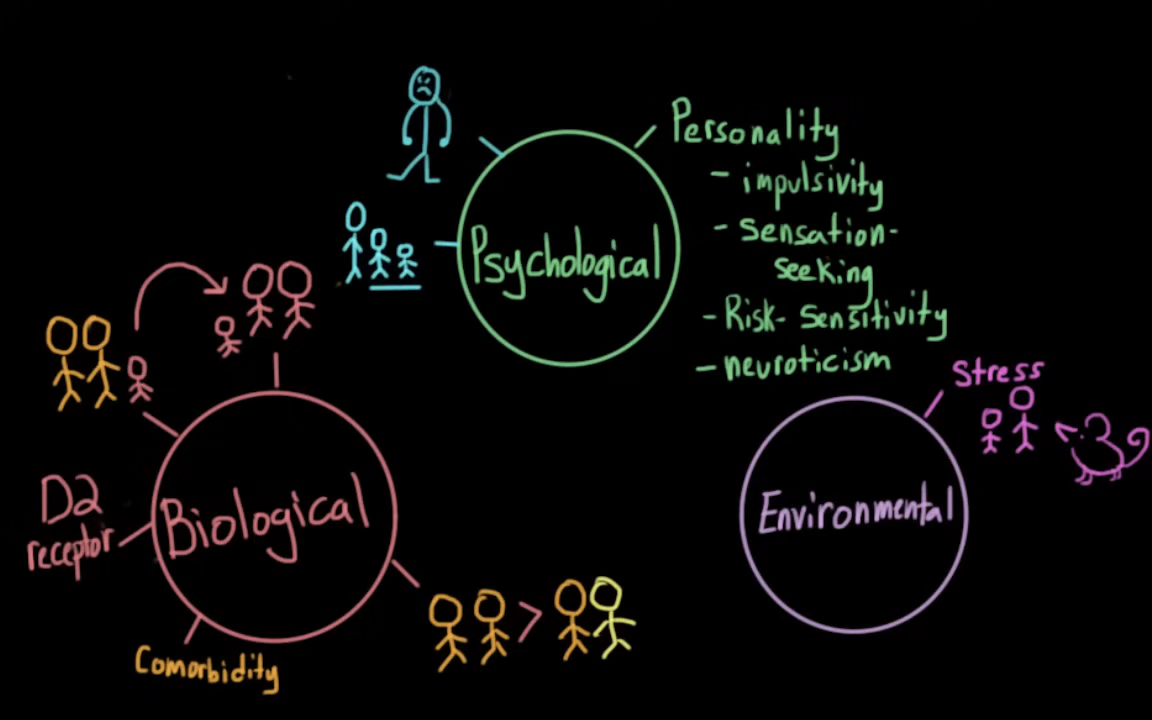 Personality
- impulsivity
- Sensation-
Seeking
- Risk- Sensitivity
- neuroticism
Psychological
Stress
Environmental
D2
receptor
Biological
>
Comorbidity